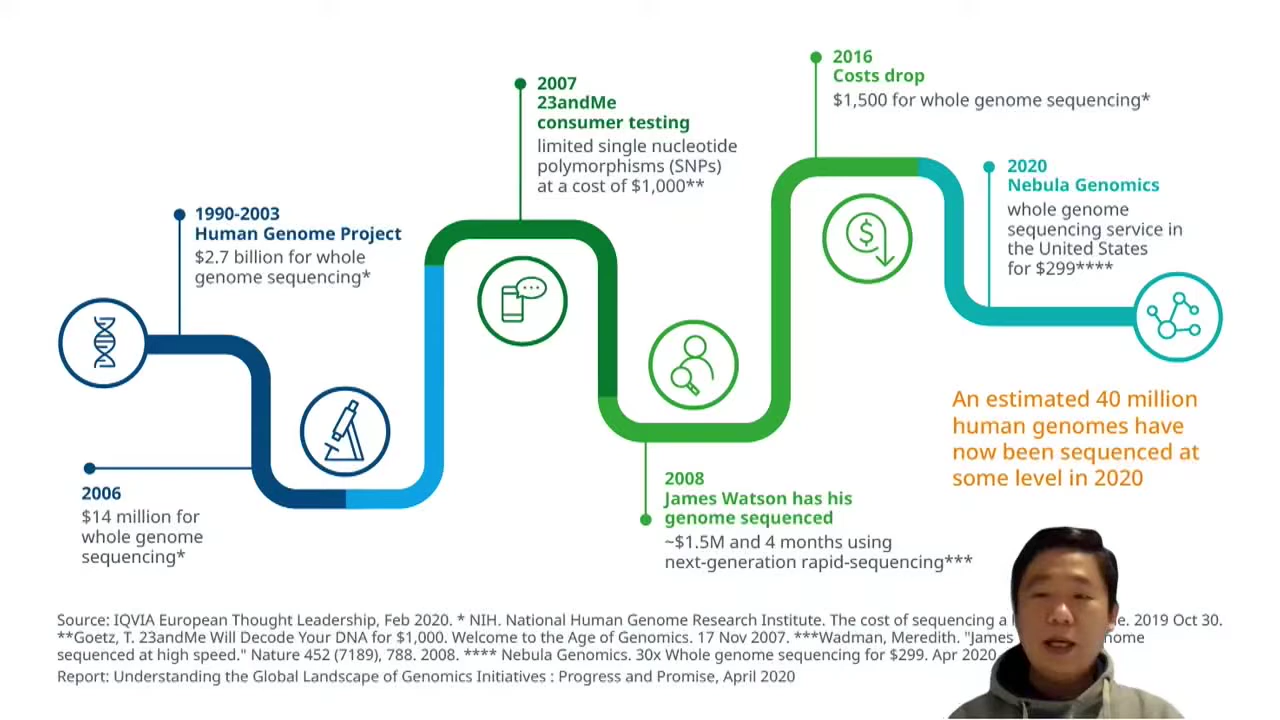 1990-2003
Human Genome Project
$2.7 billion for whole
genome sequencing*
2006
$14 million for
whole genome
sequencing*
2007
23andMe
consumer testing
limited single nucleotide
polymorphisms (SNPs)
at a cost of $1,000**
2008
James Watson has his
genome sequenced
~$1.5M and 4 months using
next-generation rapid-sequencing***
2016
Costs drop
$1,500 for whole genome sequencing*
2020
Nebula Genomics
whole genome
sequencing service in
the United States
for $299****
An estimated 40 million
human genomes have
now been sequenced at
some level in 2020
Source: IQVIA European Thought Leadership, Feb 2020. * NIH. National Human Genome Research Institute. The cost of sequencing a 2019 Oct 30.
**Goetz, T. 23andMe Will Decode Your DNA for $1,000. Welcome to the Age of Genomics. 17 Nov 2007. ***Wadman, Meredith. "James
sequenced at high speed." Nature 452 (7189), 788. 2008. **** Nebula Genomics. 30x Whole genome sequencing for $299. Apr 2020
Report: Understanding the Global Landscape of Genomics Initiatives : Progress and Promise, April 2020